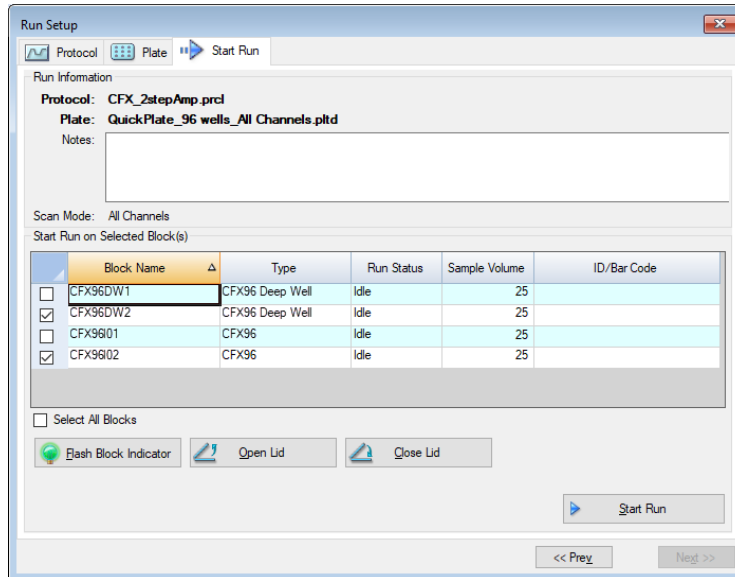 Run Setup
Protocol Plate Start Run
Run Information
Protocol: CFX_2stepAmp.prcl
Plate: QuickPlate_96 wells_All Channels.pltd
Notes:
Scan Mode: All Channels
Start Run on Selected Block(s)
Block Name Type Run Status Sample Volume ID/Bar Code
CFX96DW1 CFX96 Deep Well Idle 25
CFX96DW2 CFX96 Deep Well Idle 25
CFX96I01 CFX96 Idle 25
CFX96I02 CFX96 Idle 25
Select All Blocks
Flash Block Indicator Open Lid Close Lid
Start Run
<< Prev Next >>